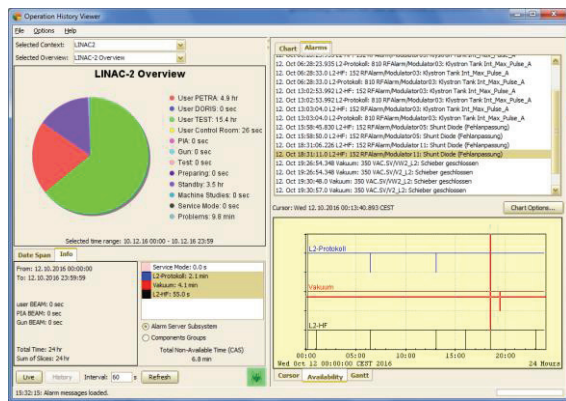 Operation History Viewer
File Options Help
Selected Context: LINAC2
Selected Overview: LINAC-2 Overview
LINAC-2 Overview
User PETRA: 4.9 hr
User DORIS: 0 sec
User TEST: 15.4 hr
User Control Room: 26 sec
PIA: 0 sec
Gun: 0 sec
Test: 0 sec
Preparing: 0 sec
Standby: 3.5 hr
Machine Studies: 0 sec
Service Mode: 0 sec
Problems: 9.8 min
Selected time range: 10.12.16 00:00 - 10.12.16 23:59
Date Span Info
From: 12.10.2016 00:00:00
To: 12.10.2016 23:59:59
user BEAM: 0 sec
PIA BEAM: 0 sec
Gun BEAM: 0 sec
Total Time: 24 hr
Sum of Slices: 24 hr
Service Mode: 0.0 s
L2-Protokoll: 2.1 min
Vakuum: 4.1 min
L2-HF: 55.0 s
Alarm Server Subsystem
Components Groups
Total Non-Available Time (CAS)
6.8 min
Live History Interval: 60 s Refresh
15:32:15: Alarm messages loaded.
Chart Alarms
12. Oct 06:28:23.935 L2-Protokoll: 810 RFAlarm/Modulator03: Klystron Tank Int_Max_Pulse_A
12. Oct 06:28:33.0 L2-HF: 152 RFAlarm/Modulator03: Klystron Tank Int_Max_Pulse_A
12. Oct 06:28:33.0 L2-Protokoll: 810 RFAlarm/Modulator03: Klystron Tank Int_Max_Pulse_A
12. Oct 13:02:53.992 L2-HF: 152 RFAlarm/Modulator03: Klystron Tank Int_Max_Pulse_A
12. Oct 13:02:53.992 L2-Protokoll: 810 RFAlarm/Modulator03: Klystron Tank Int_Max_Pulse_A
12. Oct 13:03:04.0 L2-HF: 152 RFAlarm/Modulator03: Klystron Tank Int_Max_Pulse_A
12. Oct 13:03:04.0 L2-Protokoll: 810 RFAlarm/Modulator03: Klystron Tank Int_Max_Pulse_A
12. Oct 15:58:45.830 L2-HF: 152 RFAlarm/Modulator05: Shunt Diode (Fehlanpassung)
12. Oct 15:58:50.0 L2-HF: 152 RFAlarm/Modulator05: Shunt Diode (Fehlanpassung)
12. Oct 18:31:06.226 L2-HF: 152 RFAlarm/Modulator11: Shunt Diode (Fehlanpassung)
12. Oct 18:31:11.0 L2-HF: 152 RFAlarm/Modulator11: Shunt Diode (Fehlanpassung)
12. Oct 19:26:54.348 Vakuum: 350 VAC.SV/VW2_L2: Schieber geschlossen
12. Oct 19:26:54.348 Vakuum: 350 VAC.SV/V_L2: Schieber geschlossen
12. Oct 19:30:48.0 Vakuum: 350 VAC.SV/VW2_L2: Schieber geschlossen
12. Oct 19:30:57.0 Vakuum: 350 VAC.SV/V_L2: Schieber geschlossen
Cursor: Wed 12.10.2016 00:13:40.893 CEST
Chart Options...
L2-Protokoll
Vakuum
L2-HF
00:00 05:00 10:00 15:00 20:00
Wed Oct 12 00:00:00 CEST 2016 24 Hours
Cursor Availability Gantt